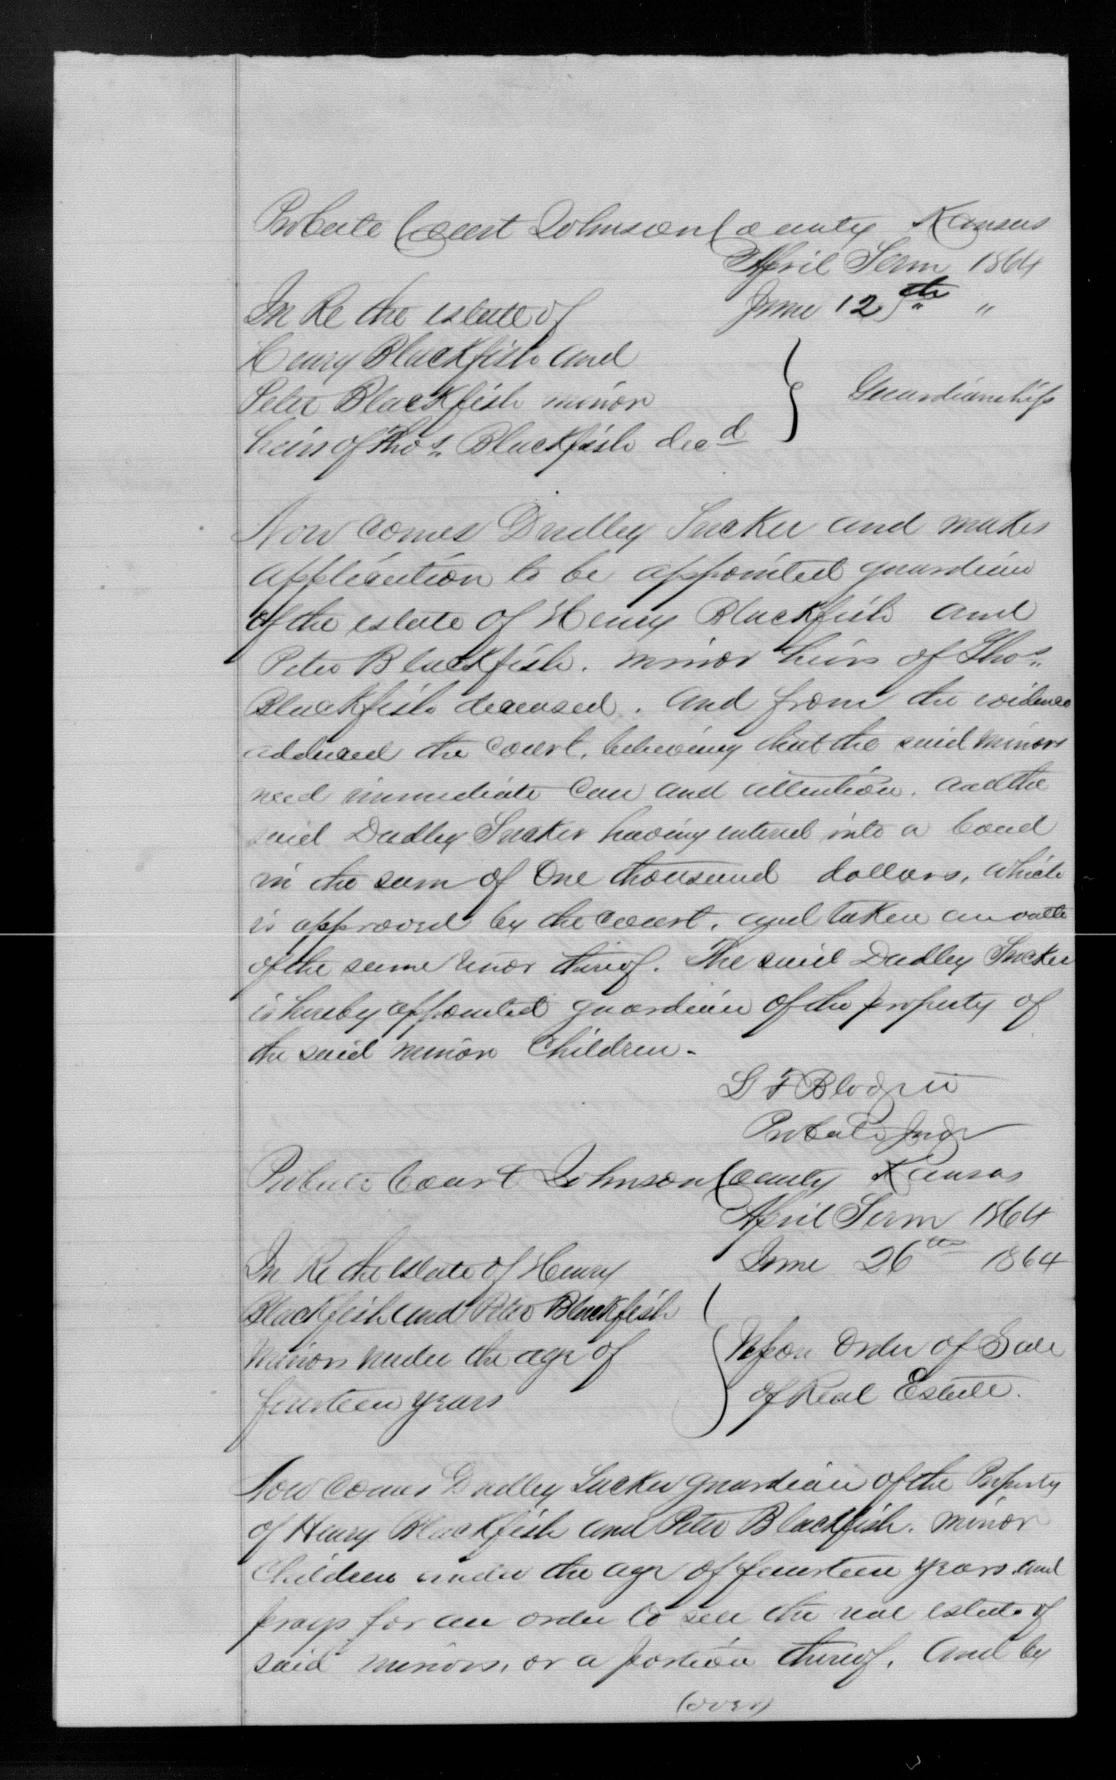 Probate Court Johnson County Kansas
April Term 1864
June 12th " "
In Re the estate of
Henry Blackfish and
Peter Blackfish minor
heirs of Thos. Blackfish decd
Guardianship
Now comes Dudley Tucker and makes
application to be appointed guardian
of the estate of Henry Blackfish and
Peter Blackfish. minor heirs of Thos.
Blackfish deceased. and from the evidence
adduced the court, believing that the said minors
need immediate care and attention. and the
said Dudley Tucker having entered into a bond
in the sum of One thousand dollars, which
is approved by the court, and taken an oath
of the same tenor thereof. The said Dudley Tucker
is hereby appointed guardian of the property of
the said minor Children.
Probate Judge
Probate Court Johnson County Kansas
April Term 1864
June 26th 1864
In Re the estate of Henry
Blackfish and Peter Blackfish
Minors under the age of
fourteen years
Upon Order of Sale
of Real Estate.
Now Comes Dudley Tucker guardian of the Property
of Henry Blackfish and Peter Blackfish. minor
Children under the age of fourteen years. and
prays for an order to sell the real estate of
said minors, or a portion thereof. And by
(over)